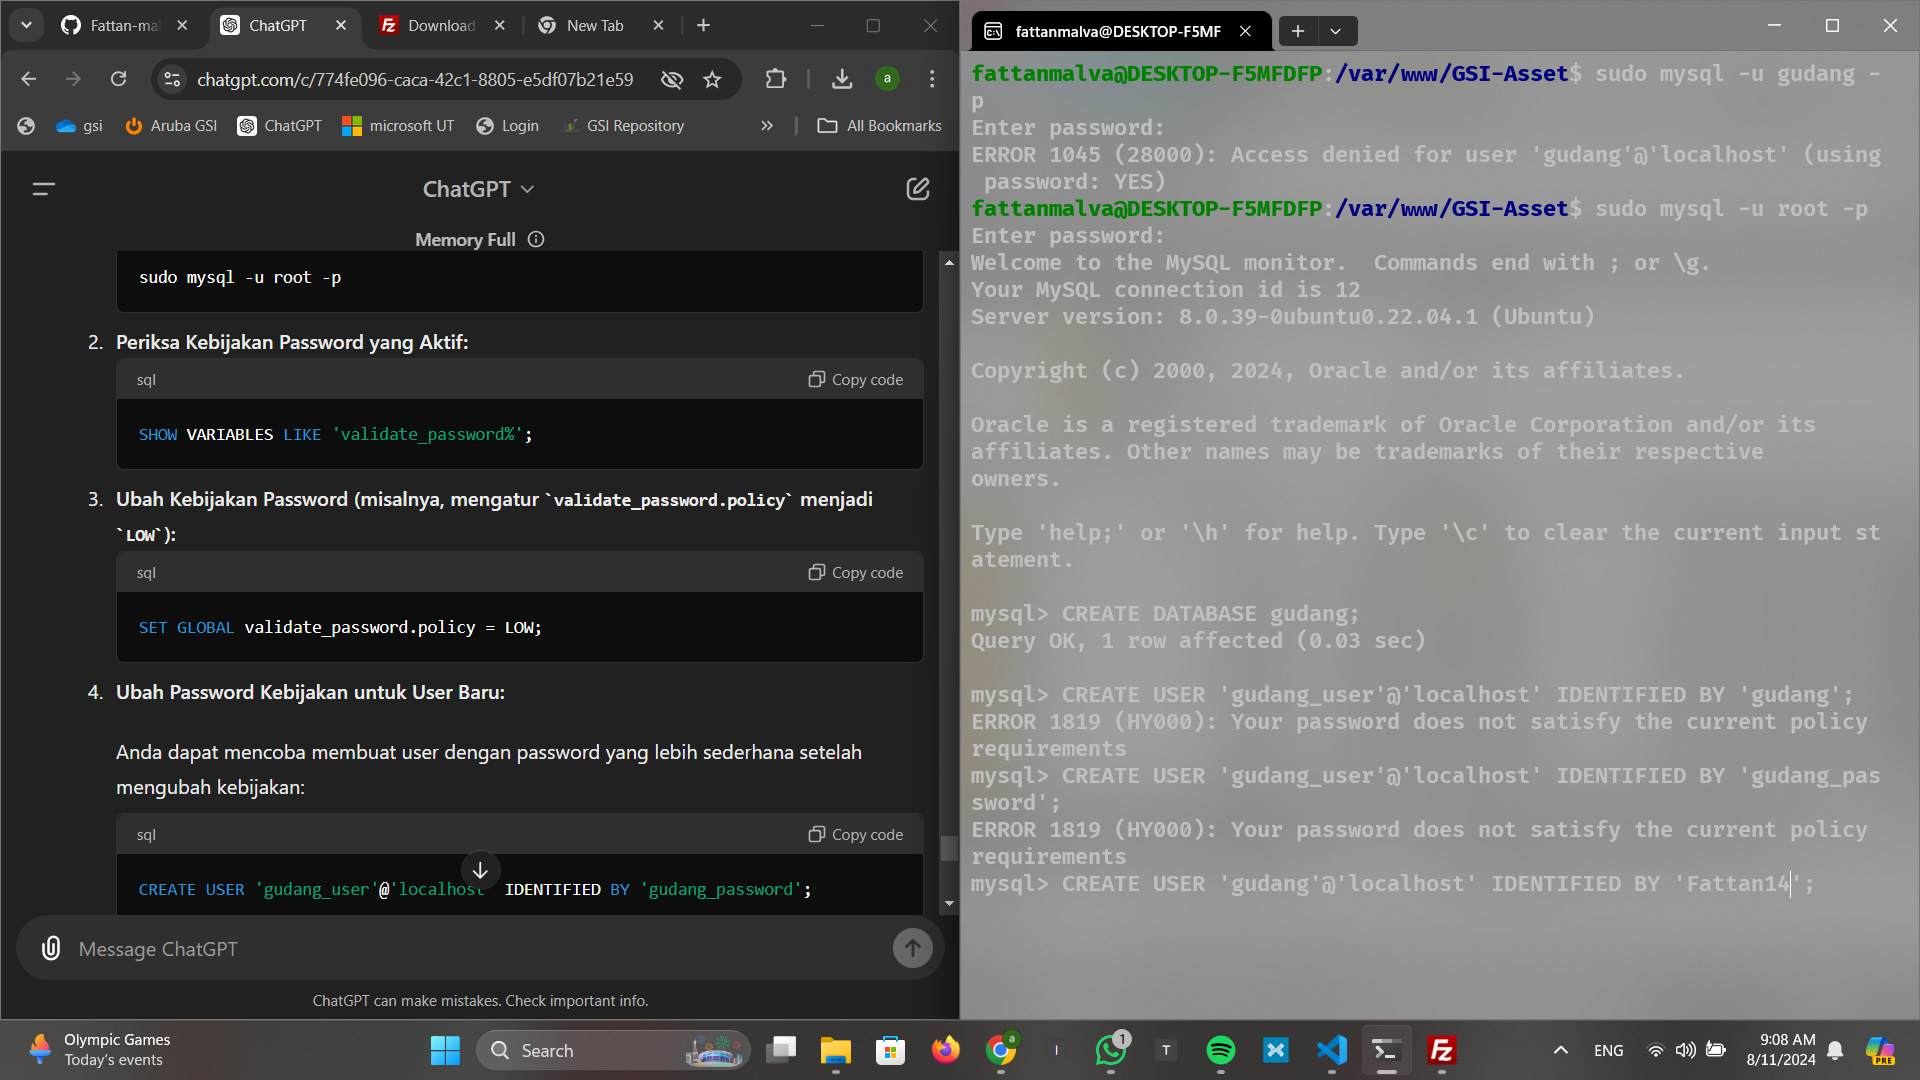 Fattan-ma
ChatGPT
Download
New Tab
chatgpt.com/c/774fe096-caca-42c1-8805-e5df07b21e59
a
gsi
Aruba GSI
ChatGPT
microsoft UT
Login
GSI Repository
»
All Bookmarks
ChatGPT
Memory Full
sudo mysql -u root -p
2. Periksa Kebijakan Password yang Aktif:
sql
Copy code
SHOW VARIABLES LIKE 'validate_password%';
3. Ubah Kebijakan Password (misalnya, mengatur `validate_password.policy` menjadi
`LOW`):
sql
Copy code
SET GLOBAL validate_password.policy = LOW;
4. Ubah Password Kebijakan untuk User Baru:
Anda dapat mencoba membuat user dengan password yang lebih sederhana setelah
mengubah kebijakan:
sql
Copy code
CREATE USER 'gudang_user'@'localhost' IDENTIFIED BY 'gudang_password';
Message ChatGPT
ChatGPT can make mistakes. Check important info.
fattanmalva@DESKTOP-F5MF
fattanmalva@DESKTOP-F5MFDFP:/var/www/GSI-Asset$ sudo mysql -u gudang -
p
Enter password:
ERROR 1045 (28000): Access denied for user 'gudang'@'localhost' (using
password: YES)
fattanmalva@DESKTOP-F5MFDFP:/var/www/GSI-Asset$ sudo mysql -u root -p
Enter password:
Welcome to the MySQL monitor.  Commands end with ; or \g.
Your MySQL connection id is 12
Server version: 8.0.39-0ubuntu0.22.04.1 (Ubuntu)
Copyright (c) 2000, 2024, Oracle and/or its affiliates.
Oracle is a registered trademark of Oracle Corporation and/or its
affiliates. Other names may be trademarks of their respective
owners.
Type 'help;' or '\h' for help. Type '\c' to clear the current input st
atement.
mysql> CREATE DATABASE gudang;
Query OK, 1 row affected (0.03 sec)
mysql> CREATE USER 'gudang_user'@'localhost' IDENTIFIED BY 'gudang';
ERROR 1819 (HY000): Your password does not satisfy the current policy
requirements
mysql> CREATE USER 'gudang_user'@'localhost' IDENTIFIED BY 'gudang_pas
sword';
ERROR 1819 (HY000): Your password does not satisfy the current policy
requirements
mysql> CREATE USER 'gudang'@'localhost' IDENTIFIED BY 'Fattan14';
Olympic Games
Today's events
Search
a
I
1
T
ENG
9:08 AM
8/11/2024
PRE